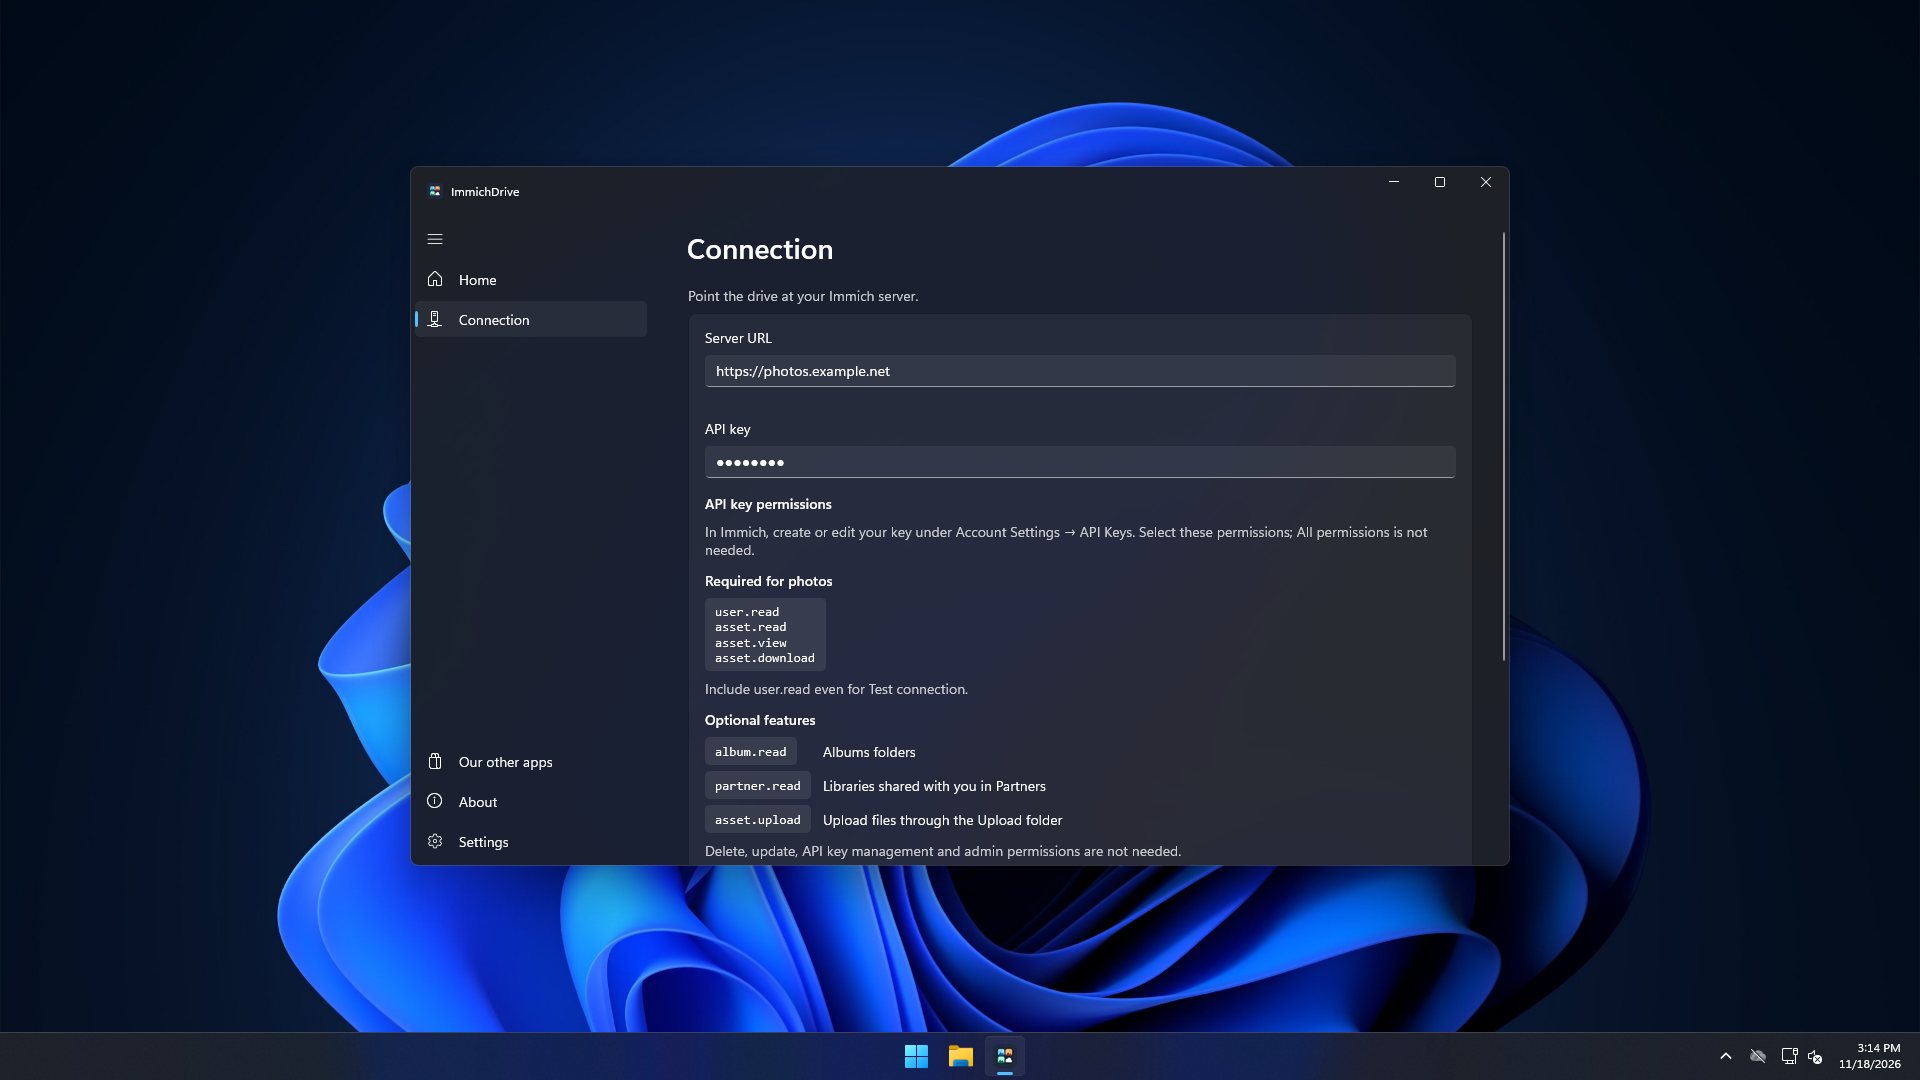 ImmichDrive
Home
Connection
Our other apps
About
Settings
Connection
Point the drive at your Immich server.
Server URL
https://photos.example.net
API key
●●●●●●●●
API key permissions
In Immich, create or edit your key under Account Settings → API Keys. Select these permissions; All permissions is not
needed.
Required for photos
user.read
asset.read
asset.view
asset.download
Include user.read even for Test connection.
Optional features
album.read Albums folders
partner.read Libraries shared with you in Partners
asset.upload Upload files through the Upload folder
Delete, update, API key management and admin permissions are not needed.
3:14 PM
11/18/2026